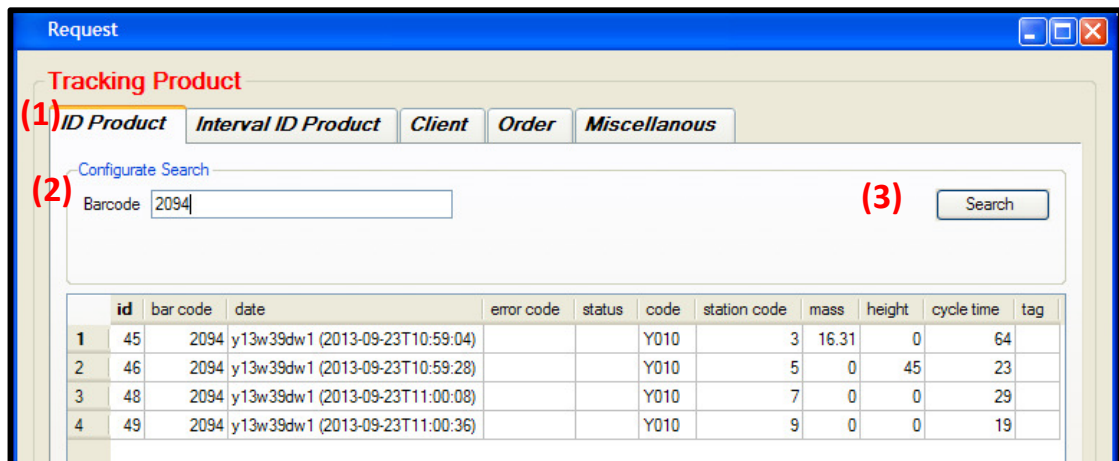 Request
Tracking Product
(1) ID Product Interval ID Product Client Order Miscellanous
Configurate Search
(2) Barcode 2094 (3) Search
id bar code date error code status code station code mass height cycle time tag
1 45 2094 y13w39dw1 (2013-09-23T10:59:04) Y010 3 16.31 0 64
2 46 2094 y13w39dw1 (2013-09-23T10:59:28) Y010 5 0 45 23
3 48 2094 y13w39dw1 (2013-09-23T11:00:08) Y010 7 0 0 29
4 49 2094 y13w39dw1 (2013-09-23T11:00:36) Y010 9 0 0 19